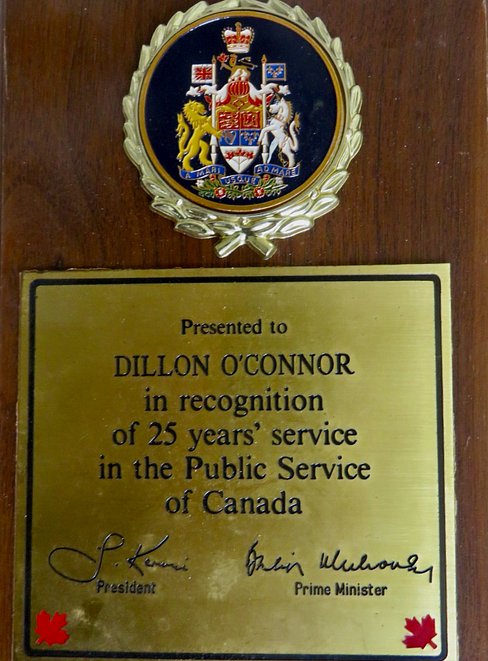 A MARI USQUE AD MARE
Presented to
DILLON O'CONNOR
in recognition
of 25 years' service
in the Public Service
of Canada
President
Prime Minister